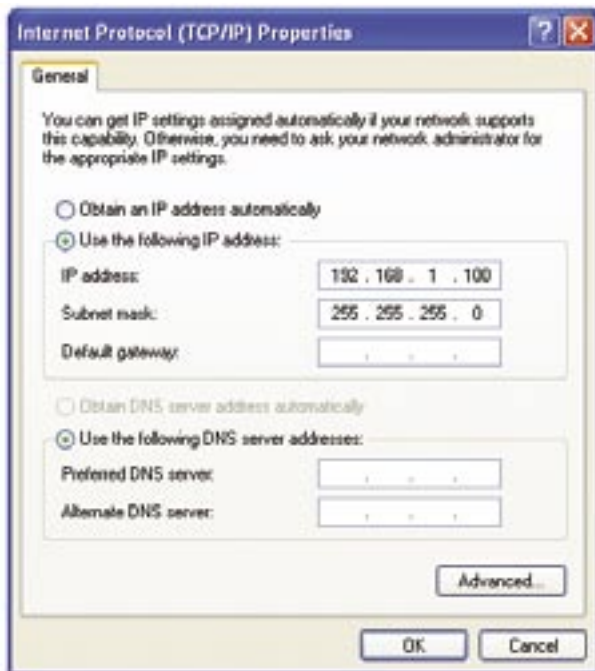 Internet Protocol (TCP/IP) Properties
General
You can get IP settings assigned automatically if your network supports
this capability. Otherwise, you need to ask your network administrator for
the appropriate IP settings.
Obtain an IP address automatically
Use the following IP address:
IP address: 192 . 168 . 1 . 100
Subnet mask: 255 . 255 . 255 . 0
Default gateway: . . .
Obtain DNS server address automatically
Use the following DNS server addresses:
Preferred DNS server: . . .
Alternate DNS server: . . .
Advanced...
OK Cancel